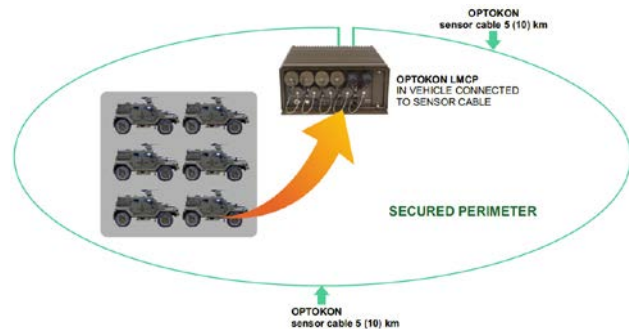 OPTOKON
sensor cable 5 (10) km
OPTOKON LMCP
IN VEHICLE CONNECTED
TO SENSOR CABLE
SECURED PERIMETER
OPTOKON
sensor cable 5 (10) km